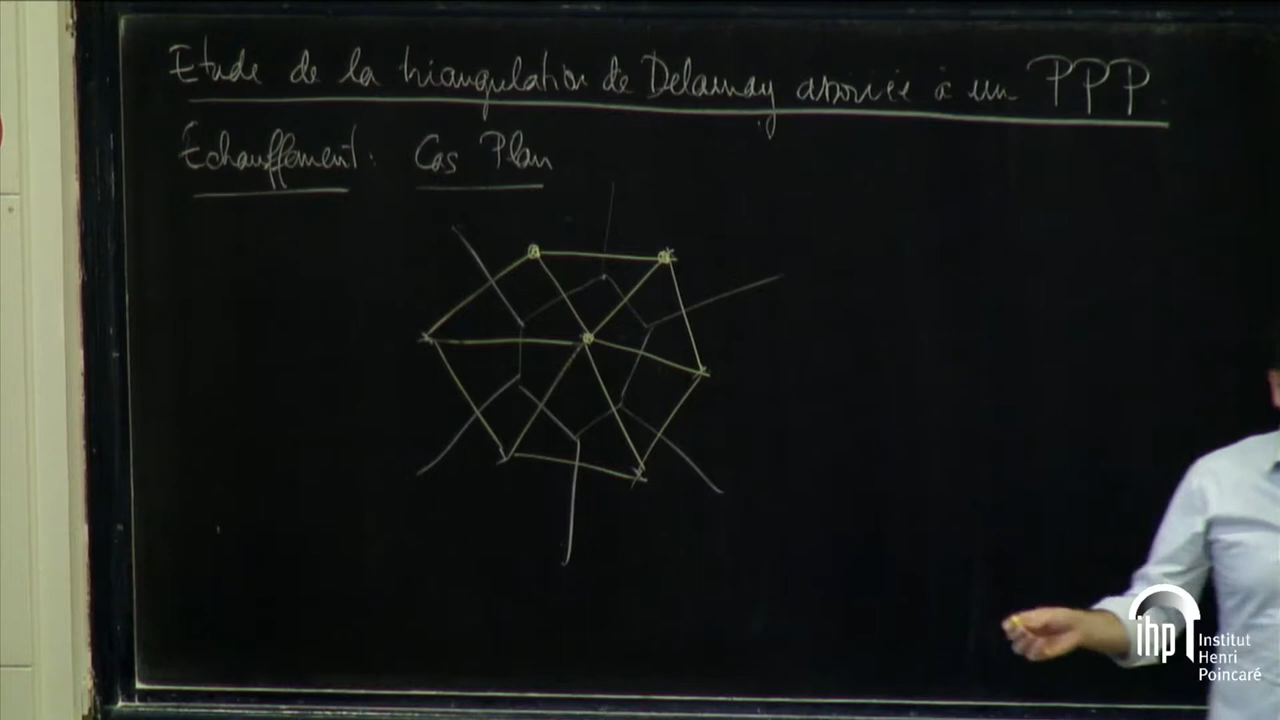 Etude de la triangulation de Delaunay associée à un PPP
Echauffement : Cas Plan
ihp
Institut
Henri
Poincaré